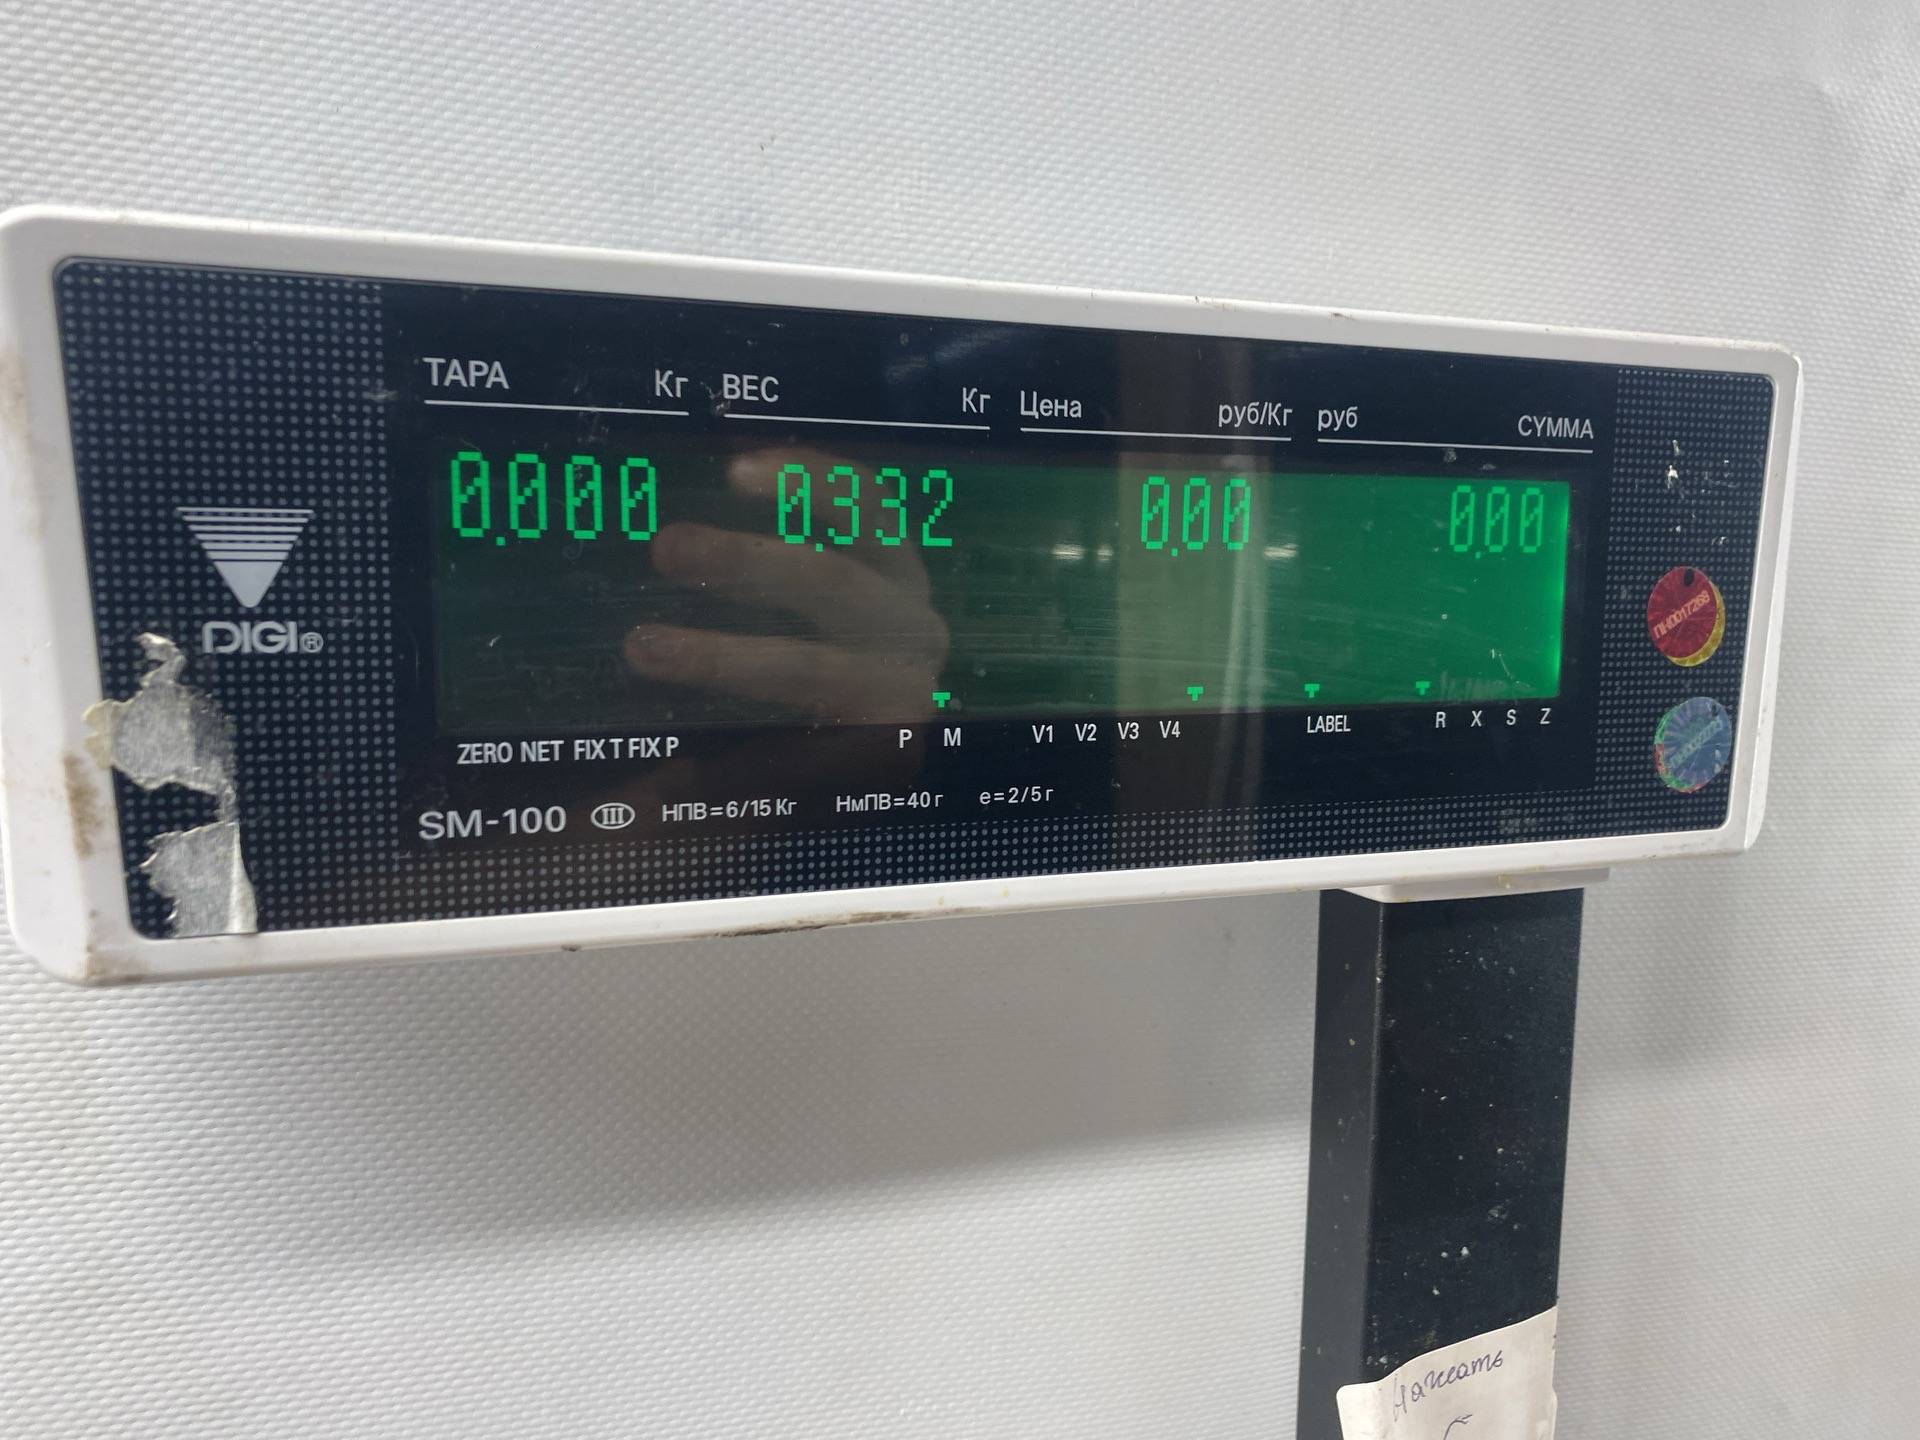 ТАРА Кг ВЕС Кг Цена руб/Кг руб СУММА
0.000 0.332 0.00 0.00
DIGI®
ПН0017268
ZERO NET FIX T FIX P P M V1 V2 V3 V4 LABEL R X S Z
SM-100 III НПВ=6/15 Кг НмПВ=40 г e=2/5 г
Нажать